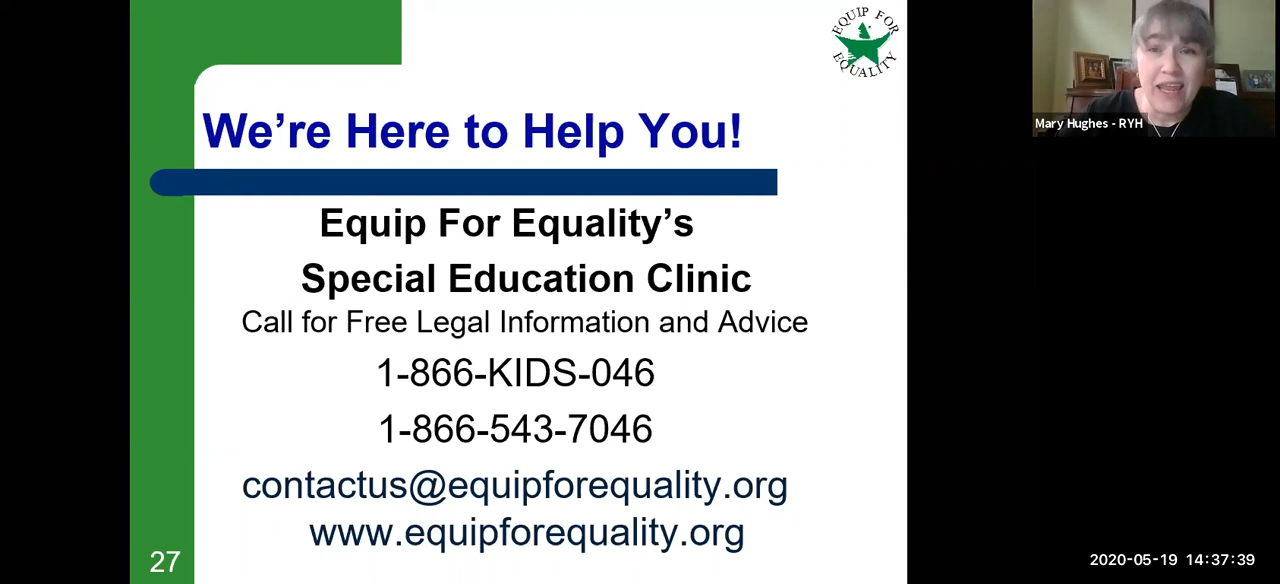 EQUIP FOR
EQUALITY
We're Here to Help You!
Mary Hughes - RYH
Equip For Equality's
Special Education Clinic
Call for Free Legal Information and Advice
1-866-KIDS-046
1-866-543-7046
contactus@equipforequality.org
www.equipforequality.org
27
2020-05-19 14:37:39